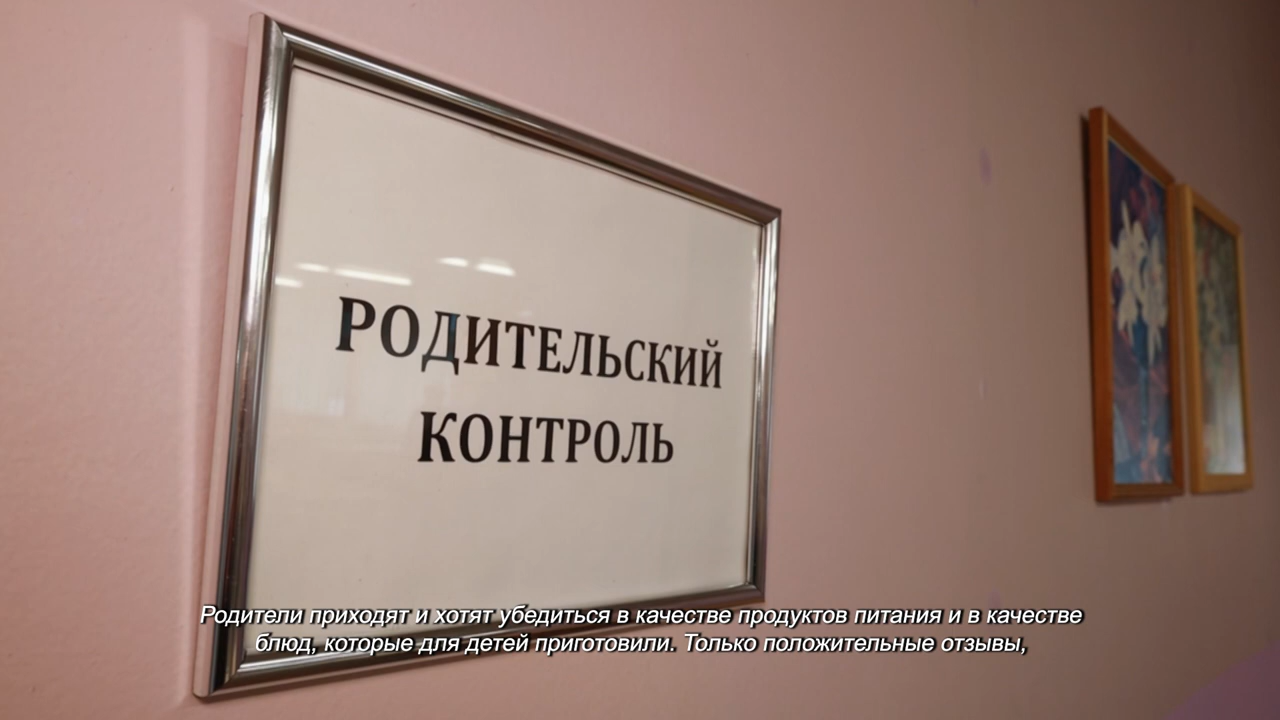 РОДИТЕЛЬСКИЙ
КОНТРОЛЬ
Родители приходят и хотят убедиться в качестве продуктов питания и в качестве
блюд, которые для детей приготовили. Только положительные отзывы,